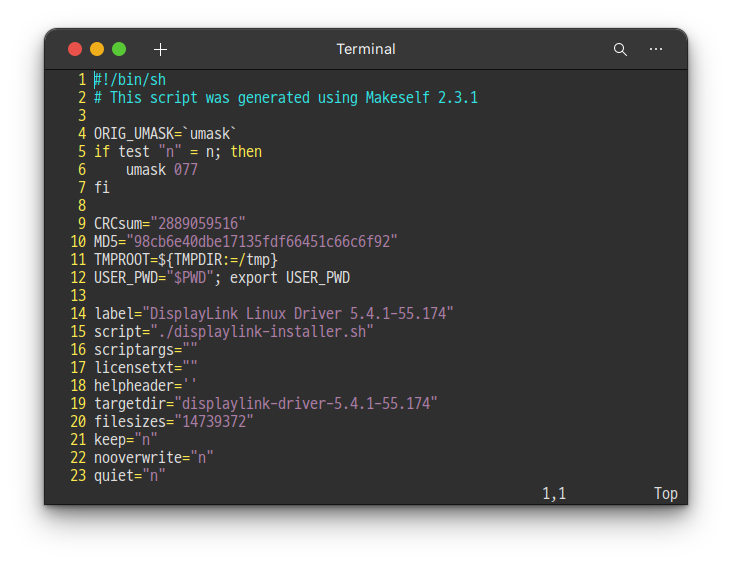 Terminal
1 #!/bin/sh
2 # This script was generated using Makeself 2.3.1
3
4 ORIG_UMASK=`umask`
5 if test "n" = n; then
6     umask 077
7 fi
8
9 CRCsum="2889059516"
10 MD5="98cb6e40dbe17135fdf66451c66c6f92"
11 TMPROOT=${TMPDIR:=/tmp}
12 USER_PWD="$PWD"; export USER_PWD
13
14 label="DisplayLink Linux Driver 5.4.1-55.174"
15 script="./displaylink-installer.sh"
16 scriptargs=""
17 licensetxt=""
18 helpheader=''
19 targetdir="displaylink-driver-5.4.1-55.174"
20 filesizes="14739372"
21 keep="n"
22 nooverwrite="n"
23 quiet="n"
1,1 Top